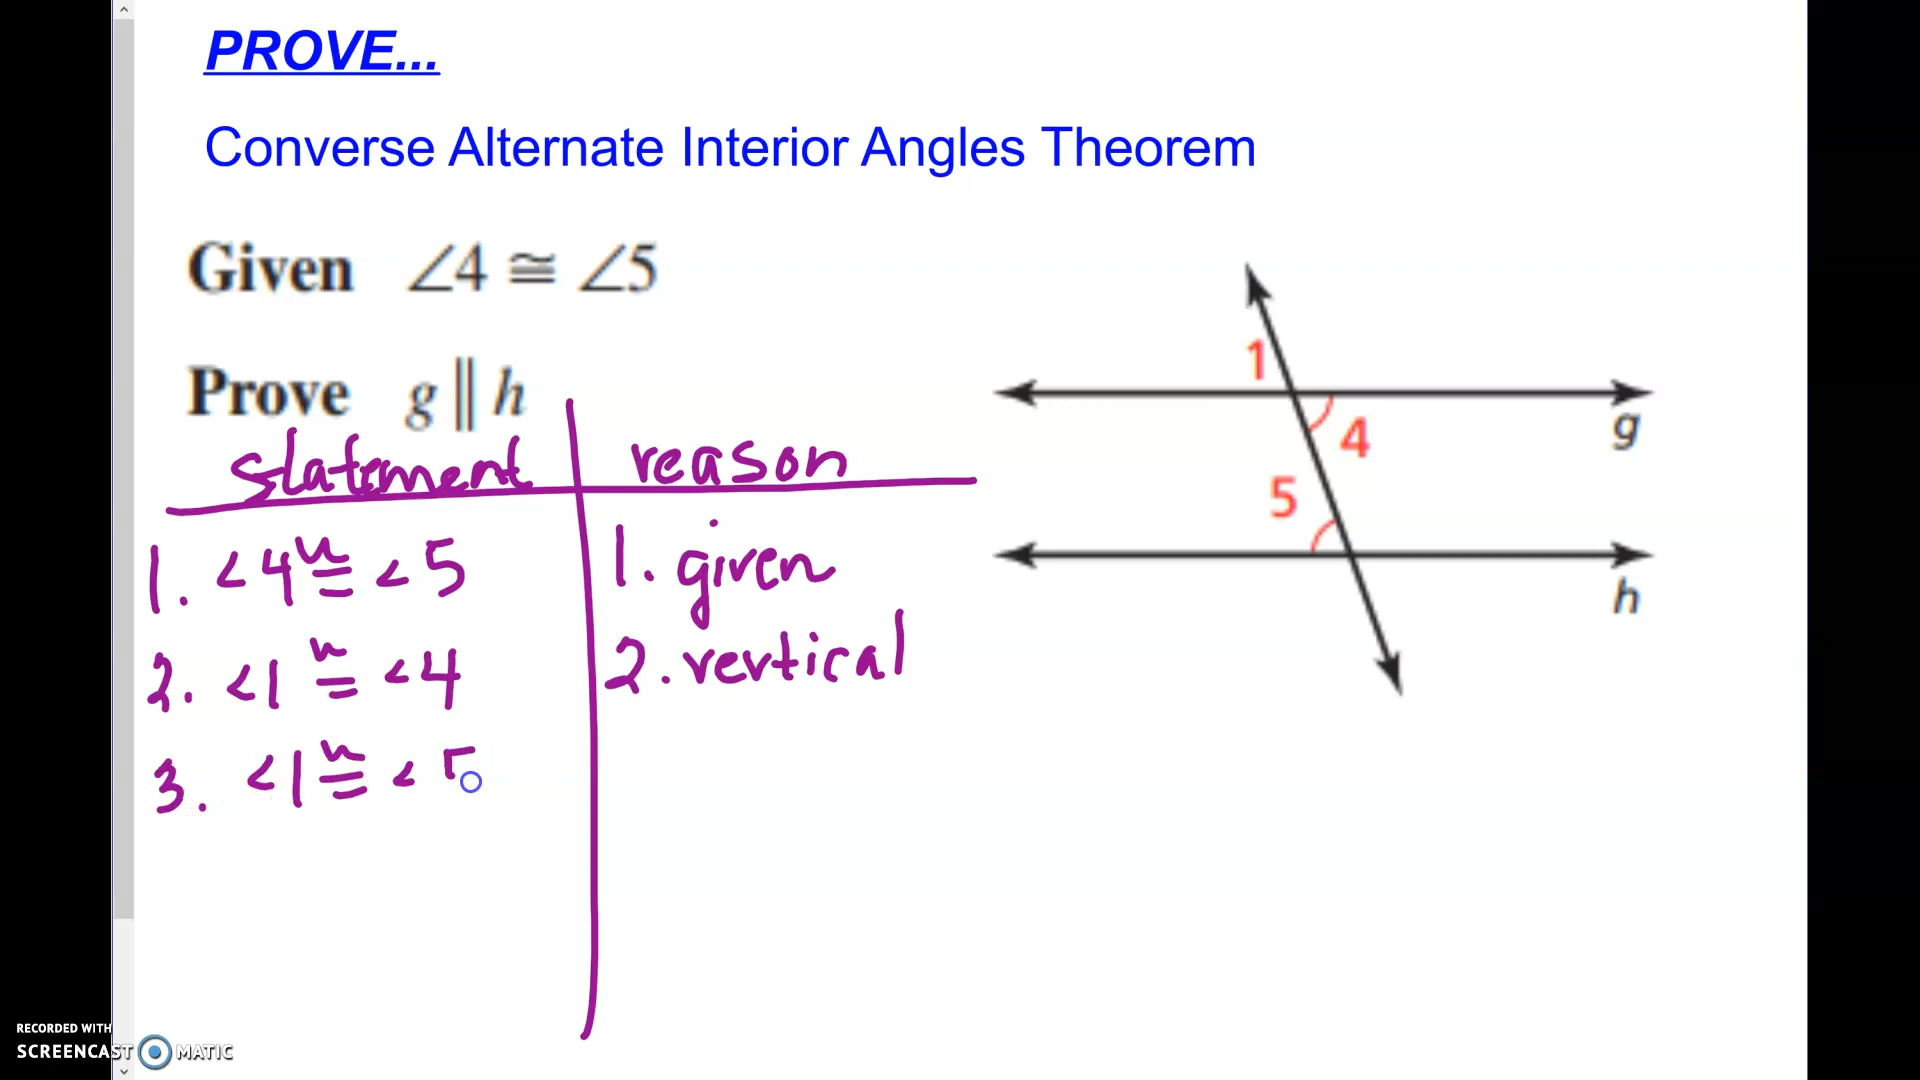 PROVE...
Converse Alternate Interior Angles Theorem
Given ∠4 ≅ ∠5
Prove g ∥ h
statement reason
1. <4 ≅ <5 1. given
2. <1 ≅ <4 2. vertical
3. <1 ≅ < 5
1
4
g
5
h
RECORDED WITH
SCREENCAST MATIC